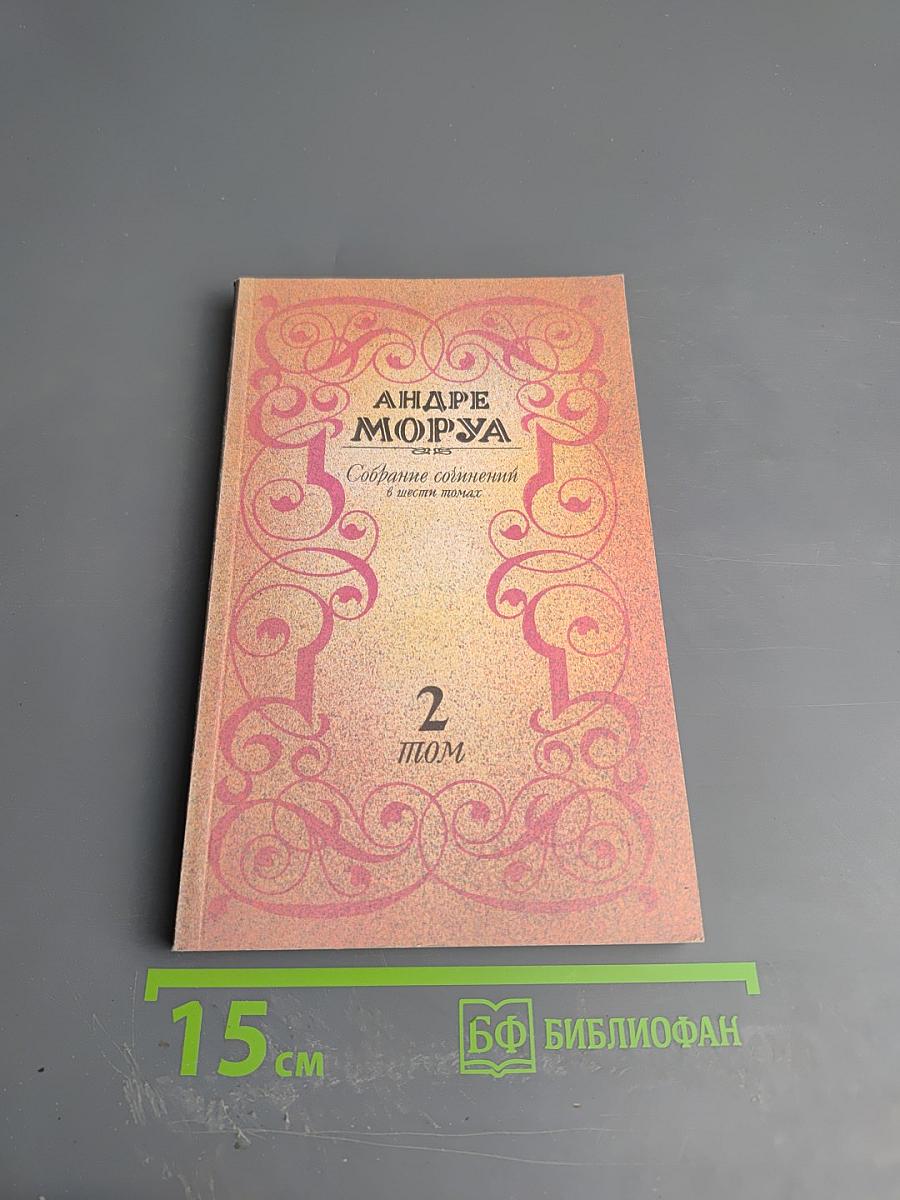 АНДРЕ
МОРУА
Собрание сочинений
в шести томах
2
том
15 см
БФ БИБЛИОФАН